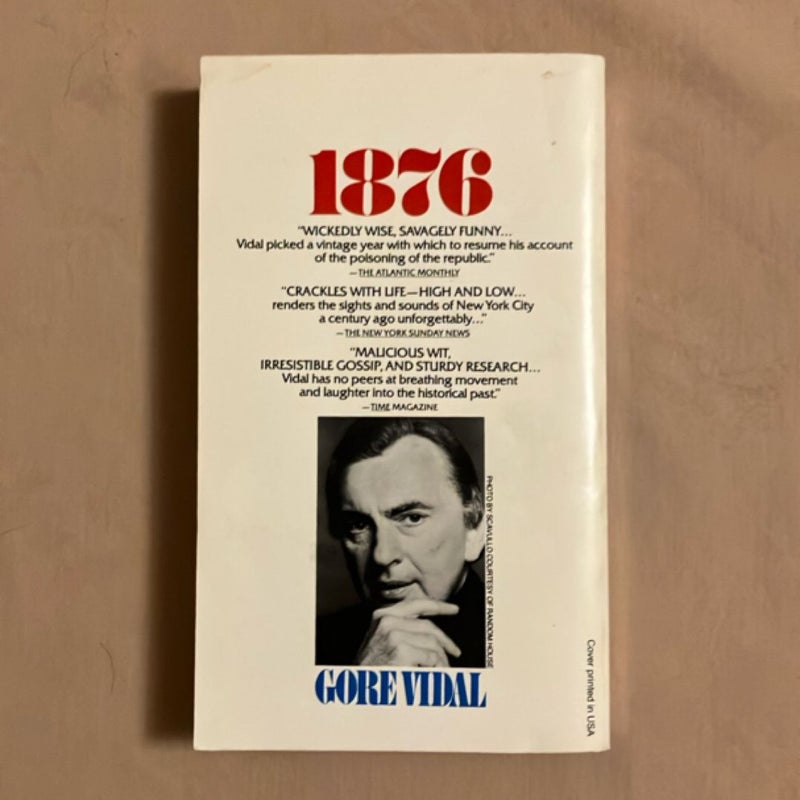 1876
“WICKEDLY WISE, SAVAGELY FUNNY...
Vidal picked a vintage year with which to resume his account
of the poisoning of the republic.”
—THE ATLANTIC MONTHLY
“CRACKLES WITH LIFE—HIGH AND LOW...
renders the sights and sounds of New York City
a century ago unforgettably...”
—THE NEW YORK SUNDAY NEWS
“MALICIOUS WIT,
IRRESISTIBLE GOSSIP, AND STURDY RESEARCH...
Vidal has no peers at breathing movement
and laughter into the historical past.”
—TIME MAGAZINE
PHOTO BY SCAVULLO COURTESY OF RANDOM HOUSE
GORE VIDAL
Cover printed in USA